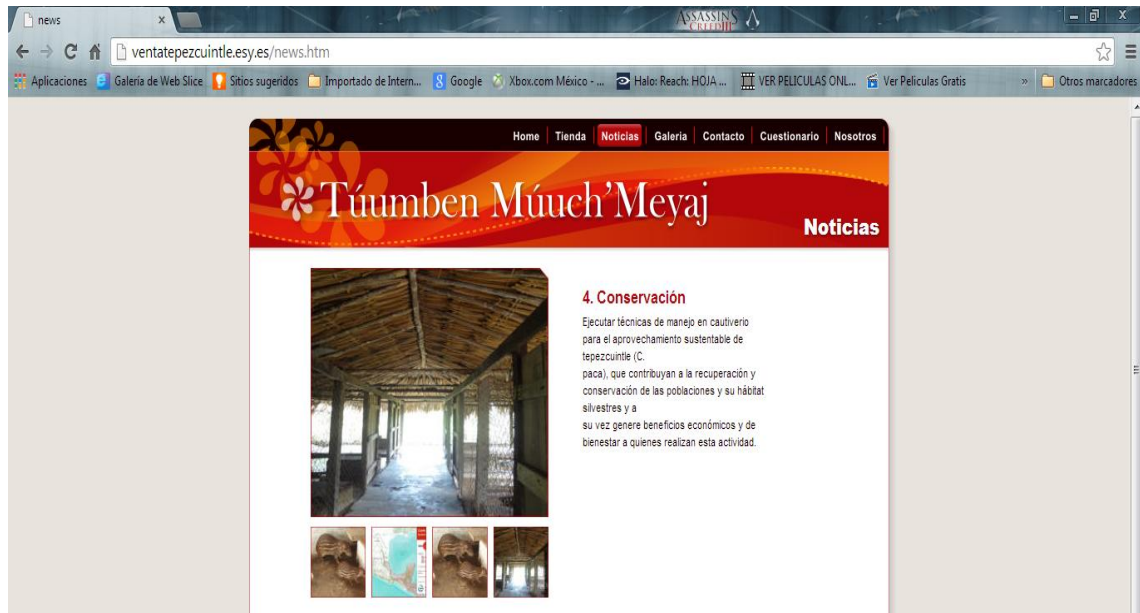 news
ASSASSIN'S CREED III
ventatepezcuintle.esy.es/news.htm
Aplicaciones Galería de Web Slice Sitios sugeridos Importado de Intern... Google Xbox.com México - ... Halo: Reach: HOJA ... VER PELICULAS ONL... Ver Peliculas Gratis » Otros marcadores
Home Tienda Noticias Galeria Contacto Cuestionario Nosotros
Túumben Múuch'Meyaj
Noticias
4. Conservación
Ejecutar técnicas de manejo en cautiverio
para el aprovechamiento sustentable de
tepezcuintle (C.
paca), que contribuyan a la recuperación y
conservación de las poblaciones y su hábitat
silvestres y a
su vez genere beneficios económicos y de
bienestar a quienes realizan esta actividad.